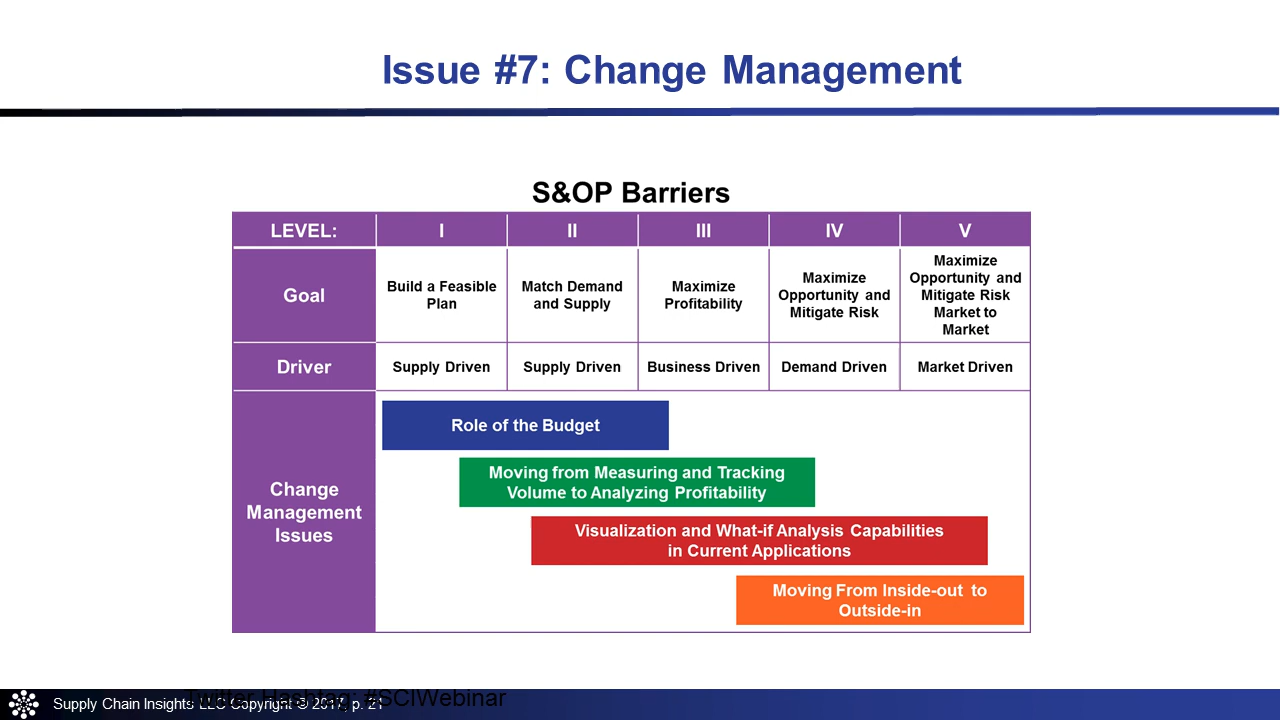 Issue #7: Change Management
S&OP Barriers
LEVEL: I II III IV V
Goal
Build a Feasible
Plan
Match Demand
and Supply
Maximize
Profitability
Maximize
Opportunity and
Mitigate Risk
Maximize
Opportunity and
Mitigate Risk
Market to
Market
Driver
Supply Driven
Supply Driven
Business Driven
Demand Driven
Market Driven
Change
Management
Issues
Role of the Budget
Moving from Measuring and Tracking
Volume to Analyzing Profitability
Visualization and What-if Analysis Capabilities
in Current Applications
Moving From Inside-out to
Outside-in
Supply Chain Insights LLC Copyright © 2017, p. 21
Twitter Hashtag: #SCIWebinar